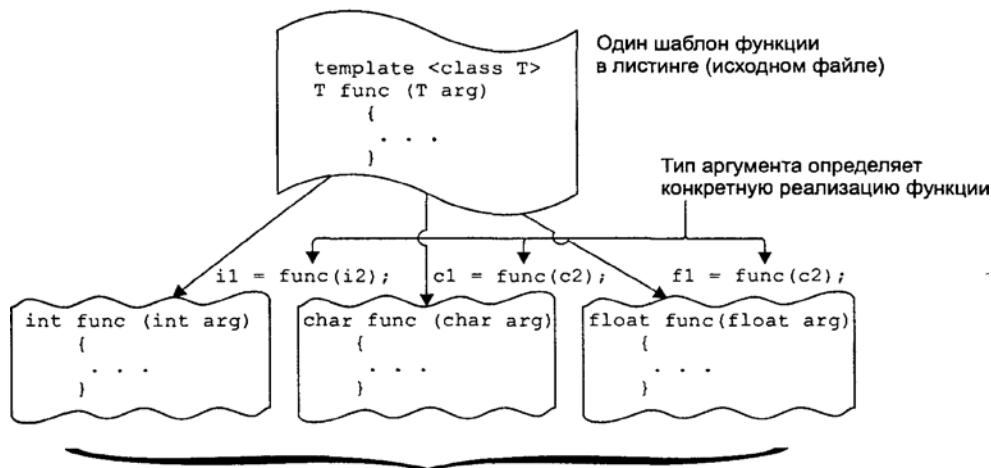 Один шаблон функции
в листинге (исходном файле)
template <class T>
T func (T arg)
{
. . .
}
Тип аргумента определяет
конкретную реализацию функции
i1 = func(i2);
c1 = func(c2);
f1 = func(c2);
int func (int arg)
{
. . .
}
char func (char arg)
{
. . .
}
float func(float arg)
{
. . .
}